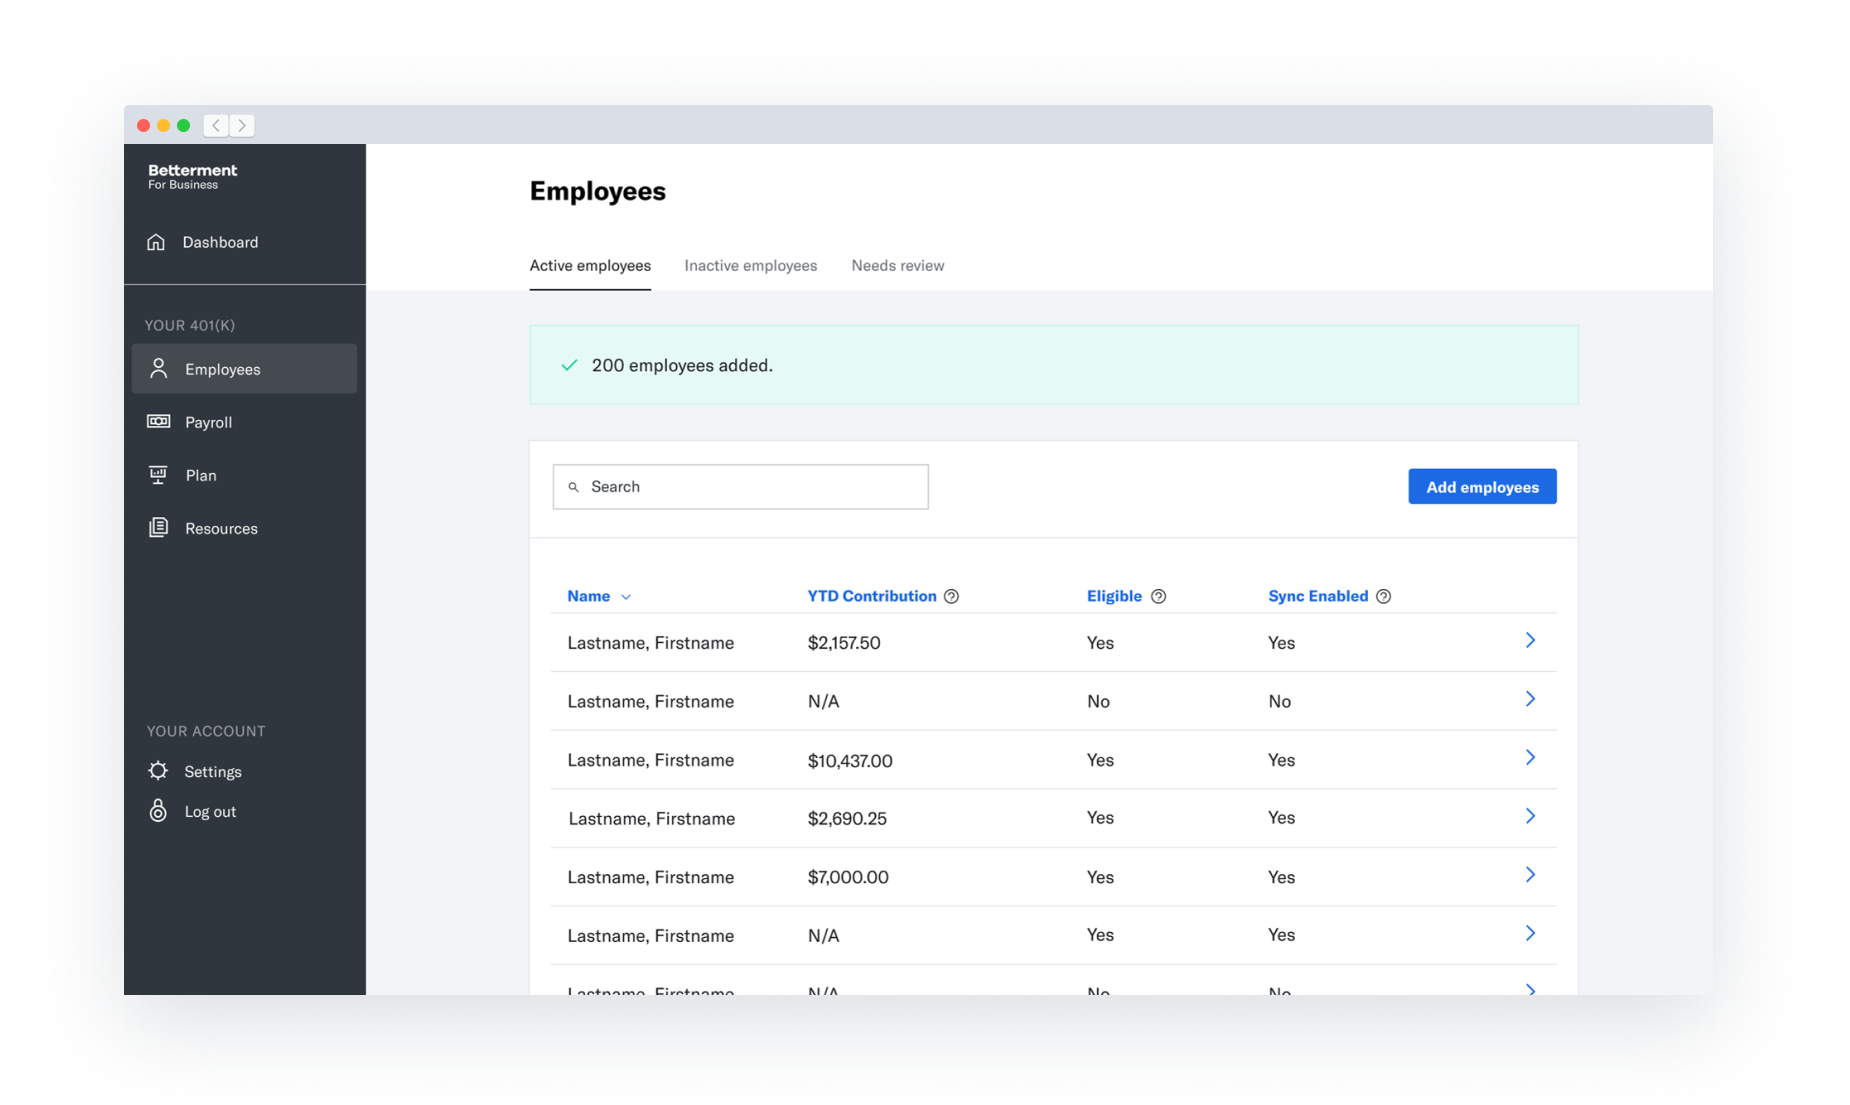 Betterment
For Business
Dashboard
YOUR 401(K)
Employees
Payroll
Plan
Resources
YOUR ACCOUNT
Settings
Log out
Employees
Active employees Inactive employees Needs review
200 employees added.
Search Add employees
Name YTD Contribution Eligible Sync Enabled
Lastname, Firstname $2,157.50 Yes Yes
Lastname, Firstname N/A No No
Lastname, Firstname $10,437.00 Yes Yes
Lastname, Firstname $2,690.25 Yes Yes
Lastname, Firstname $7,000.00 Yes Yes
Lastname, Firstname N/A Yes Yes
Lastname, Firstname N/A No No